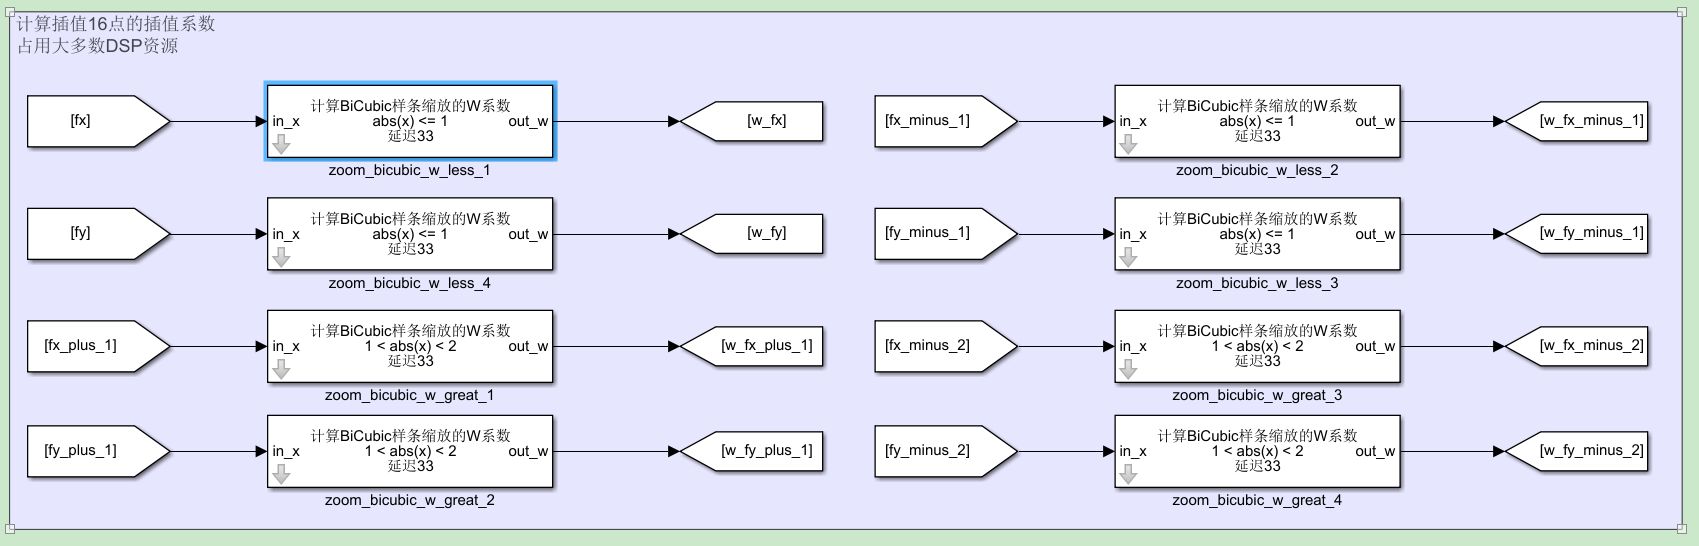 计算插值16点的插值系数
占用大多数DSP资源
[fx]
in_x
计算BiCubic样条缩放的W系数
abs(x) <= 1
延迟33
out_w
zoom_bicubic_w_less_1
[w_fx]
[fx_minus_1]
in_x
计算BiCubic样条缩放的W系数
abs(x) <= 1
延迟33
out_w
zoom_bicubic_w_less_2
[w_fx_minus_1]
[fy]
in_x
计算BiCubic样条缩放的W系数
abs(x) <= 1
延迟33
out_w
zoom_bicubic_w_less_4
[w_fy]
[fy_minus_1]
in_x
计算BiCubic样条缩放的W系数
abs(x) <= 1
延迟33
out_w
zoom_bicubic_w_less_3
[w_fy_minus_1]
[fx_plus_1]
in_x
计算BiCubic样条缩放的W系数
1 < abs(x) < 2
延迟33
out_w
zoom_bicubic_w_great_1
[w_fx_plus_1]
[fx_minus_2]
in_x
计算BiCubic样条缩放的W系数
1 < abs(x) < 2
延迟33
out_w
zoom_bicubic_w_great_3
[w_fx_minus_2]
[fy_plus_1]
in_x
计算BiCubic样条缩放的W系数
1 < abs(x) < 2
延迟33
out_w
zoom_bicubic_w_great_2
[w_fy_plus_1]
[fy_minus_2]
in_x
计算BiCubic样条缩放的W系数
1 < abs(x) < 2
延迟33
out_w
zoom_bicubic_w_great_4
[w_fy_minus_2]